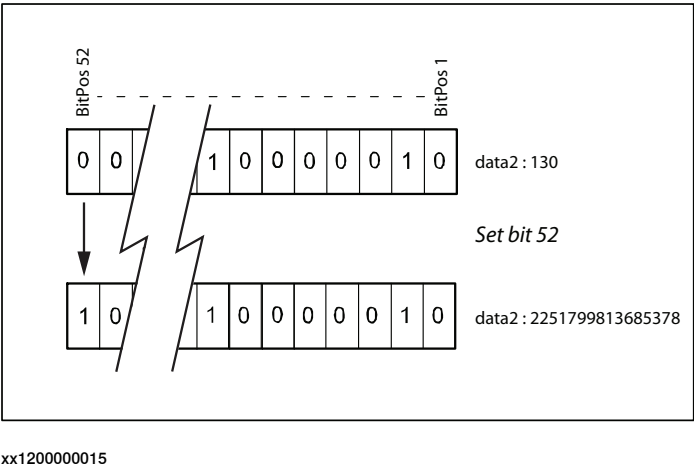 BitPos 52
BitPos 1
0 0 1 0 0 0 0 0 1 0 data2 : 130
Set bit 52
1 0 1 0 0 0 0 0 1 0 data2 : 2251799813685378
xx1200000015